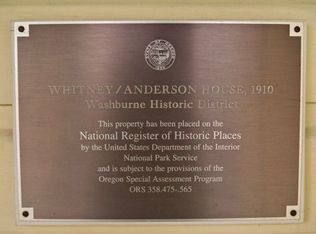 WHITNEY/ANDERSON HOUSE, 1910
Washburne Historic District
This property has been placed on the
National Register of Historic Places
by the United States Department of the Interior
National Park Service
and is subject to the provisions of the
Oregon Special Assessment Program
ORS 358.475-.565